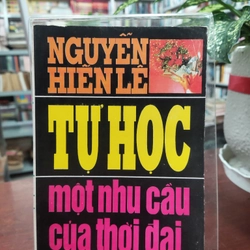 NGUYỄN
HIẾN LÊ
TỰ HỌC
một nhu cầu
của thời đại